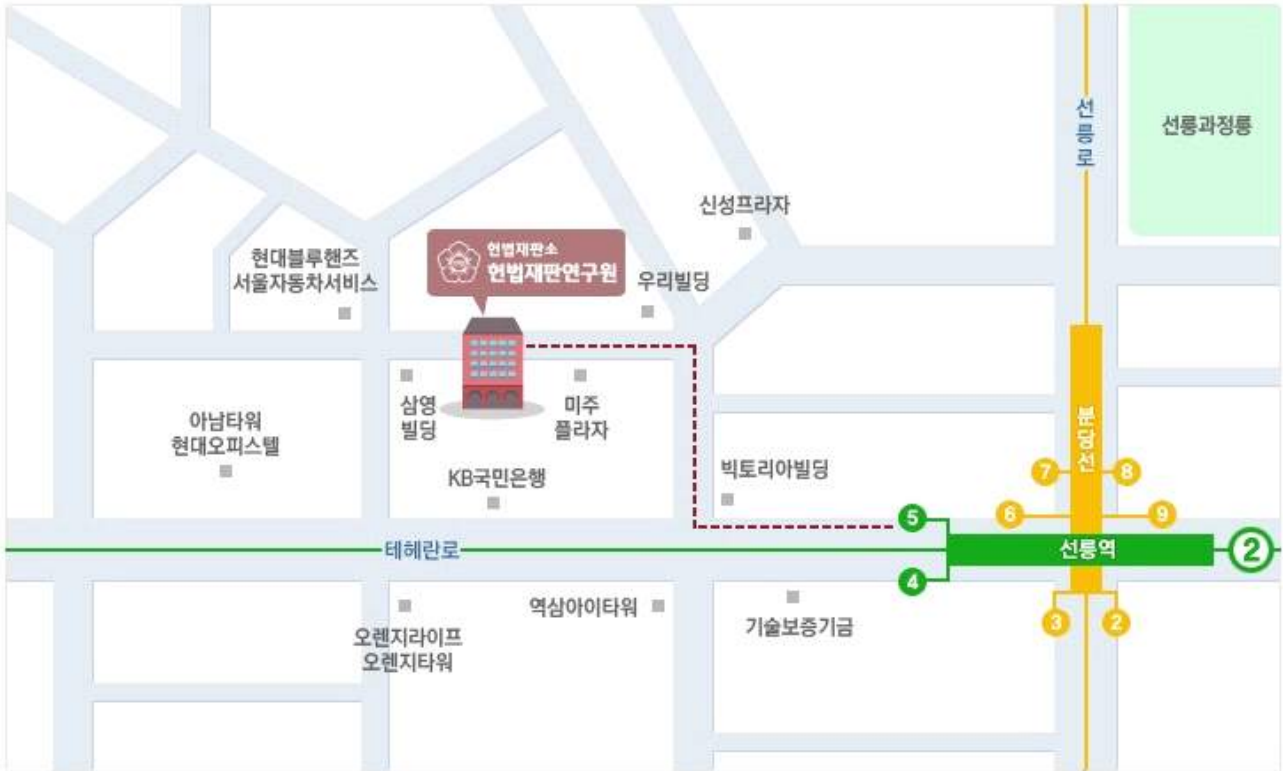 선
릉
로
선릉과정릉
신성프라자
헌법재판소
헌법재판연구원
현대블루핸즈
서울자동차서비스
우리빌딩
삼영
빌딩
미주
플라자
아남타워
현대오피스텔
KB국민은행
빅토리아빌딩
분
당
선
7
8
6
9
5
선릉역
2
테헤란로
4
3
2
오렌지라이프
오렌지타워
역삼아이타워
기술보증기금